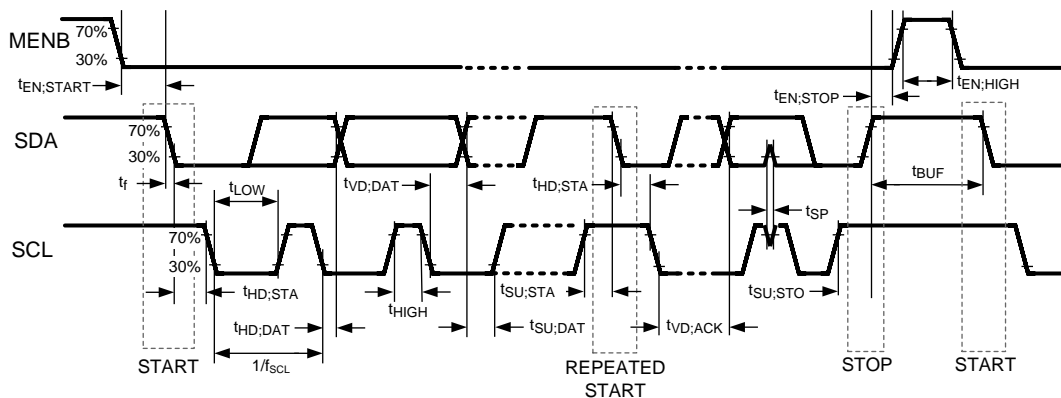 MENB
70%
30%
tEN;START
tEN;STOP
tEN;HIGH
SDA
70%
30%
tf
tLOW
tVD;DAT
tHD;STA
tSP
tBUF
SCL
70%
30%
tHD;STA
tHD;DAT
tHIGH
tSU;DAT
tSU;STA
tVD;ACK
tSU;STO
1/fSCL
START
REPEATED
START
STOP
START